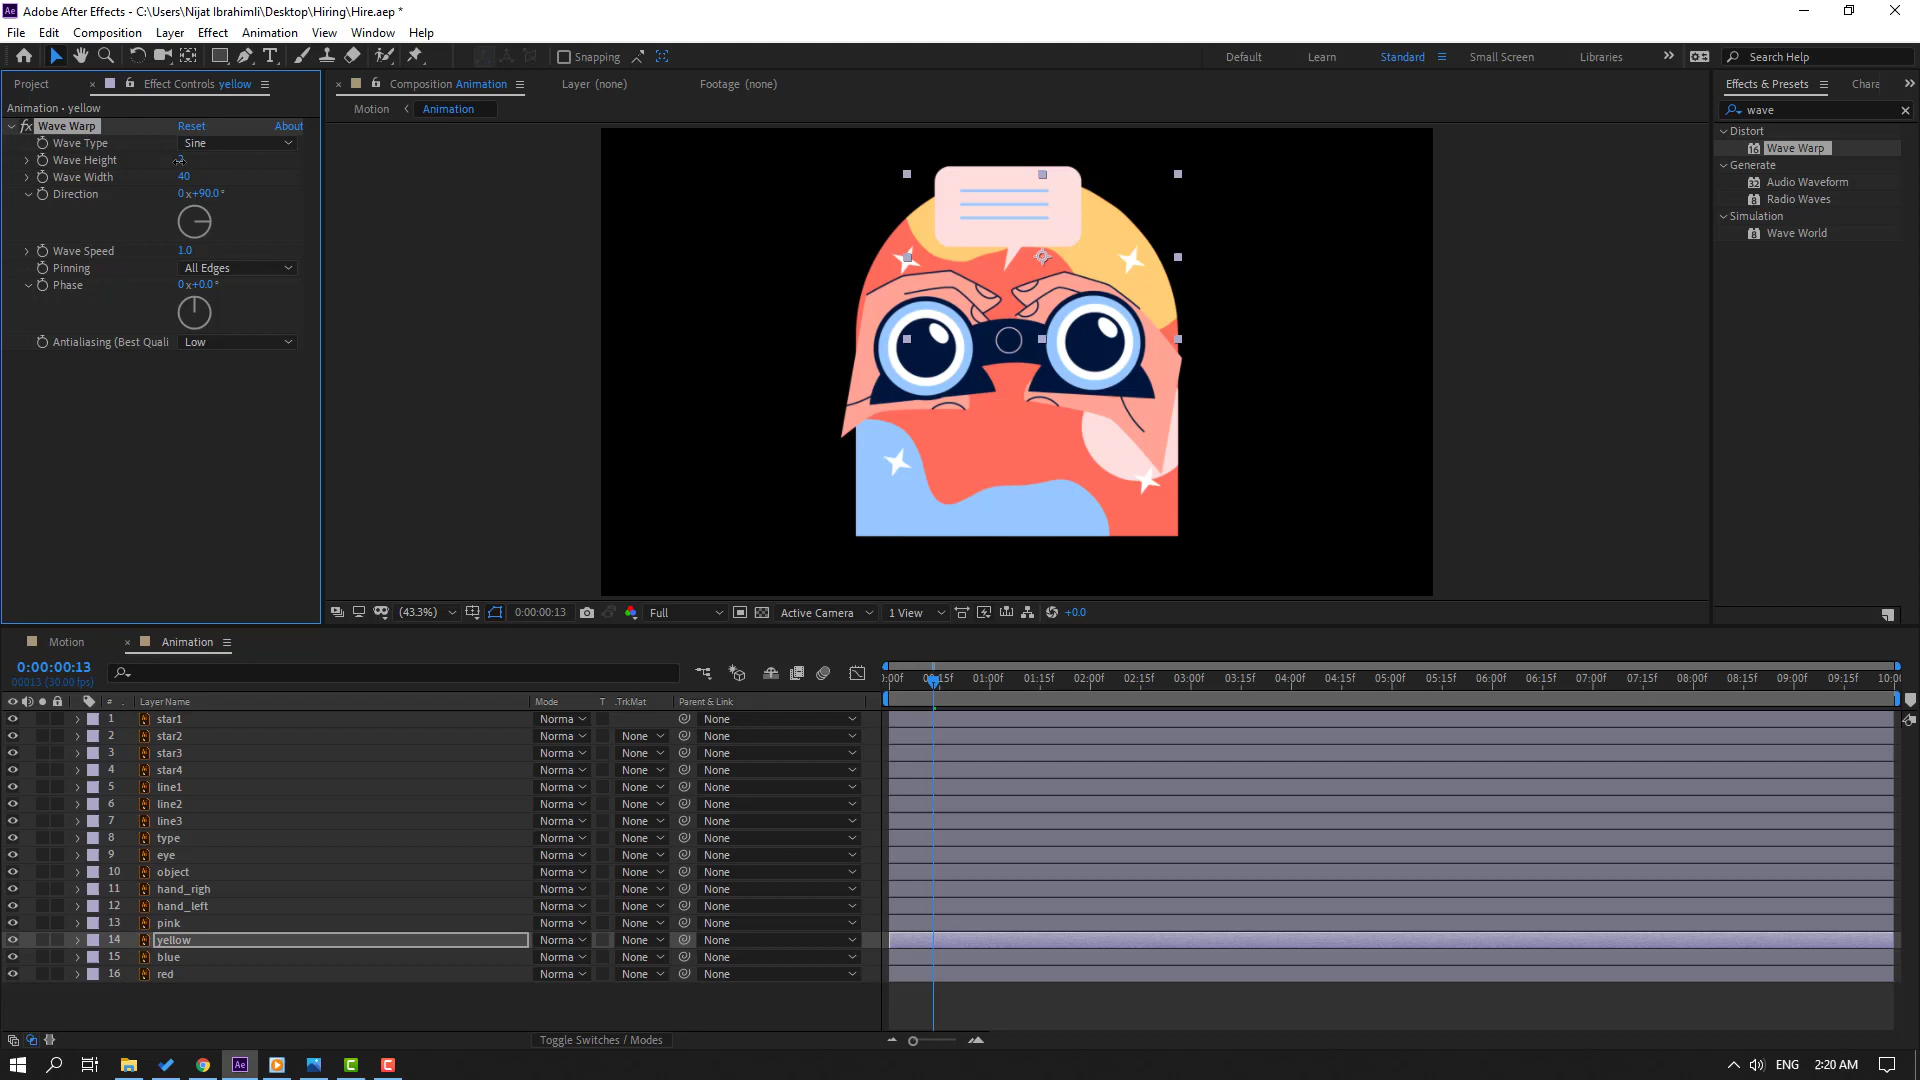 Adobe After Effects - C:\Users\Nijat Ibrahimli\Desktop\Hiring\Hire.aep *
File Edit Composition Layer Effect Animation View Window Help
Snapping Default Learn Standard Small Screen Libraries Search Help
Project Effect Controls yellow Composition Animation Layer (none) Footage (none) Effects & Presets Chara
Animation • yellow Motion Animation wave
fx Wave Warp Reset About
Wave Type Sine
Wave Height
Wave Width 40
Direction 0 x+90.0 °
Wave Speed 1.0
Pinning All Edges
Phase 0 x+0.0 °
Antialiasing (Best Quali Low
Distort
16 Wave Warp
Generate
32 Audio Waveform
8 Radio Waves
Simulation
8 Wave World
(43.3%) 0:00:00:13 Full Active Camera 1 View +0.0
Motion Animation
0:00:00:13
00013 (30.00 fps)
:00f 00:15f 01:00f 01:15f 02:00f 02:15f 03:00f 03:15f 04:00f 04:15f 05:00f 05:15f 06:00f 06:15f 07:00f 07:15f 08:00f 08:15f 09:00f 09:15f 10:00
# . Layer Name Mode T .TrkMat Parent & Link
1 star1 Norma None
2 star2 Norma None None
3 star3 Norma None None
4 star4 Norma None None
5 line1 Norma None None
6 line2 Norma None None
7 line3 Norma None None
8 type Norma None None
9 eye Norma None None
10 object Norma None None
11 hand_righ Norma None None
12 hand_left Norma None None
13 pink Norma None None
14 yellow Norma None None
15 blue Norma None None
16 red Norma None None
Toggle Switches / Modes
ENG 2:20 AM